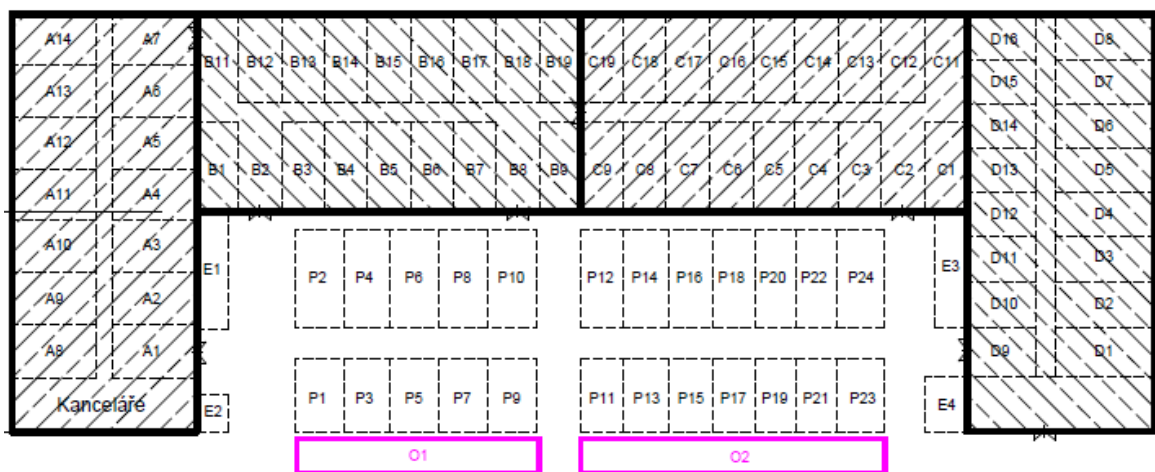 A14 A7 B11 B12 B13 B14 B15 B16 B17 B18 B19 C19 C18 C17 C16 C15 C14 C13 C12 C11 D16 D8
A13 A6 D15 D7
A12 A5 D14 D6
B1 B2 B3 B4 B5 B6 B7 B8 B9 C9 C8 C7 C6 C5 C4 C3 C2 C1 D13 D5
A11 A4 D12 D4
A10 A3 D11 D3
E1 P2 P4 P6 P8 P10 P12 P14 P16 P18 P20 P22 P24 E3
A9 A2 D10 D2
A8 A1 D9 D1
Kanceláře E2 P1 P3 P5 P7 P9 P11 P13 P15 P17 P19 P21 P23 E4
O1 O2